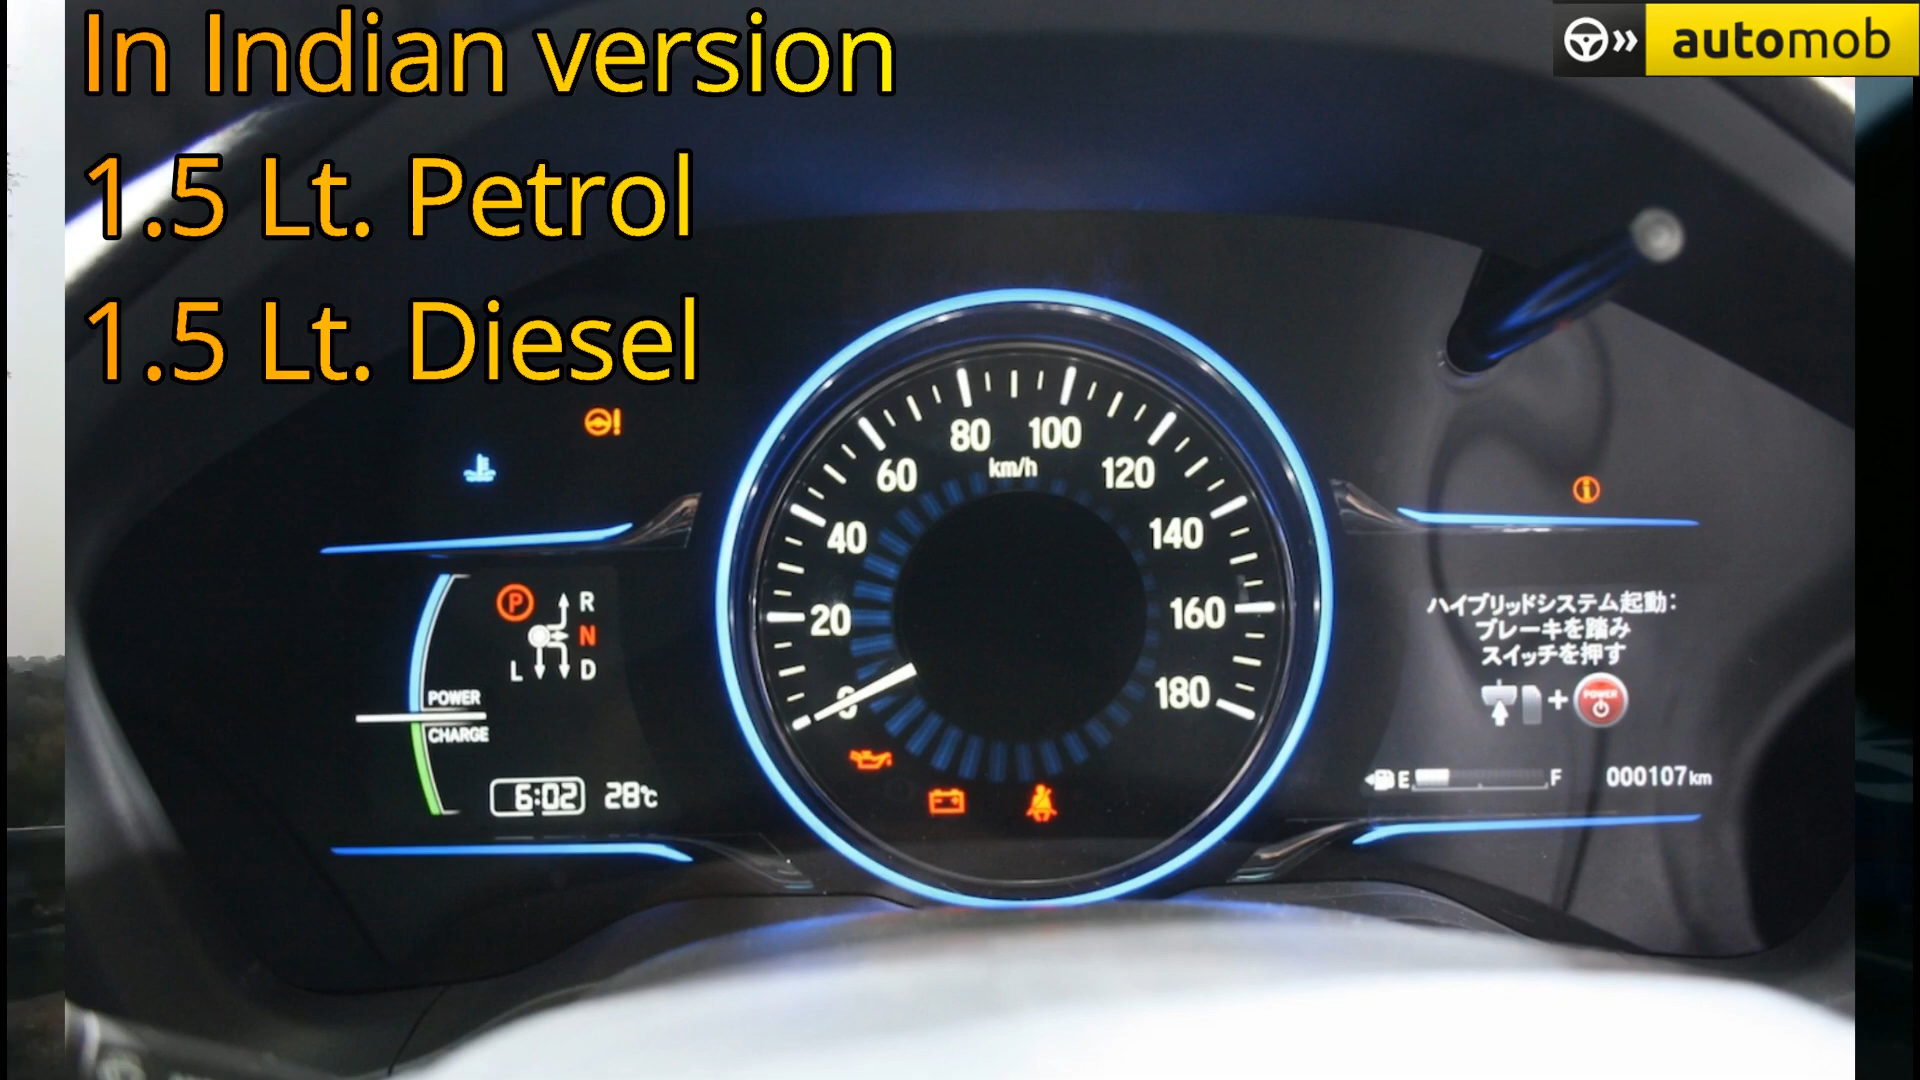 In Indian version
automob
1.5 Lt. Petrol
1.5 Lt. Diesel
80 100
km/h
60 120
40 140
20 160
0 180
P R
N
L D
POWER
CHARGE
6:02 28℃
ハイブリッドシステム起動:
ブレーキを踏み
スイッチを押す
+ POWER
E F 000107km